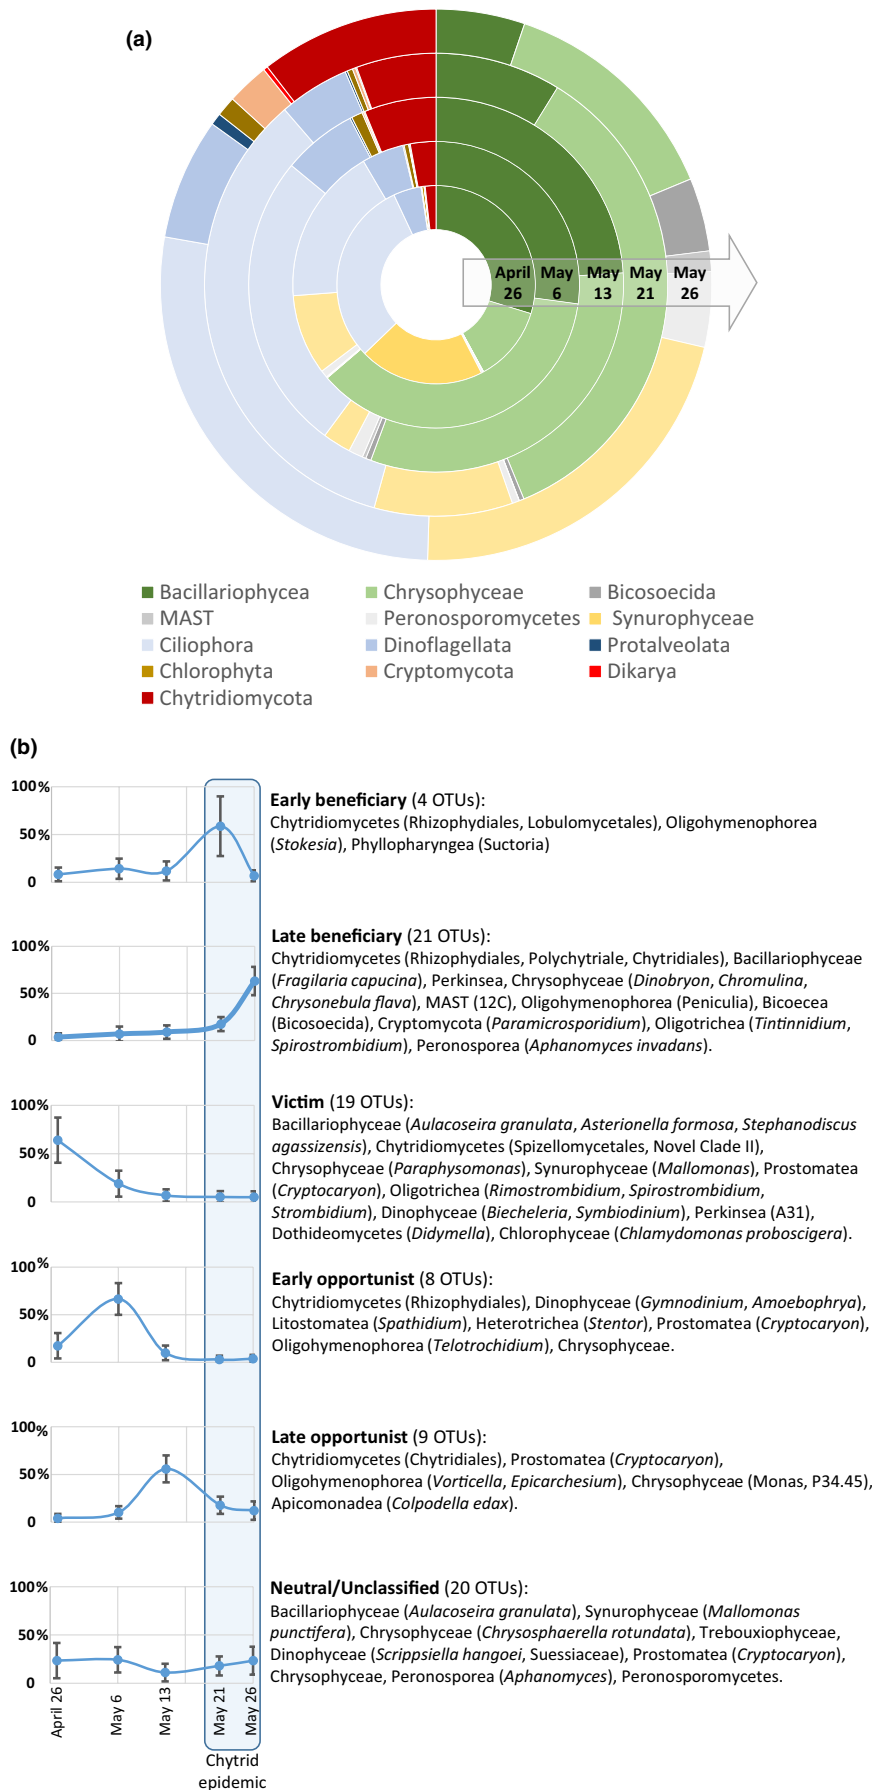 (a)
April 26
May 6
May 13
May 21
May 26
Bacillariophycea
Chrysophyceae
Bicosoecida
MAST
Peronosporomycetes
Synurophyceae
Ciliophora
Dinoflagellata
Protalveolata
Chlorophyta
Cryptomycota
Dikarya
Chytridiomycota
(b)
100%
50%
0
Early beneficiary (4 OTUs):
Chytridiomycetes (Rhizophydiales, Lobulomycetales), Oligohymenophorea
(Stokesia), Phyllopharyngea (Suctoria)
100%
50%
0
Late beneficiary (21 OTUs):
Chytridiomycetes (Rhizophydiales, Polychytriale, Chytridiales), Bacillariophyceae
(Fragilaria capucina), Perkinsea, Chrysophyceae (Dinobryon, Chromulina,
Chrysonebula flava), MAST (12C), Oligohymenophorea (Peniculia), Bicoecea
(Bicosoecida), Cryptomycota (Paramicrosporidium), Oligotrichea (Tintinnidium,
Spirostrombidium), Peronosporea (Aphanomyces invadans).
100%
50%
0
Victim (19 OTUs):
Bacillariophyceae (Aulacoseira granulata, Asterionella formosa, Stephanodiscus
agassizensis), Chytridiomycetes (Spizellomycetales, Novel Clade II),
Chrysophyceae (Paraphysomonas), Synurophyceae (Mallomonas), Prostomatea
(Cryptocaryon), Oligotrichea (Rimostrombidium, Spirostrombidium,
Strombidium), Dinophyceae (Biecheleria, Symbiodinium), Perkinsea (A31),
Dothideomycetes (Didymella), Chlorophyceae (Chlamydomonas proboscigera).
100%
50%
0
Early opportunist (8 OTUs):
Chytridiomycetes (Rhizophydiales), Dinophyceae (Gymnodinium, Amoebophrya),
Litostomatea (Spathidium), Heterotrichea (Stentor), Prostomatea (Cryptocaryon),
Oligohymenophorea (Telotrochidium), Chrysophyceae.
100%
50%
0
Late opportunist (9 OTUs):
Chytridiomycetes (Chytridiales), Prostomatea (Cryptocaryon),
Oligohymenophorea (Vorticella, Epicarchesium), Chrysophyceae (Monas, P34.45),
Apicomonadea (Colpodella edax).
100%
50%
0
Neutral/Unclassified (20 OTUs):
Bacillariophyceae (Aulacoseira granulata), Synurophyceae (Mallomonas
punctifera), Chrysophyceae (Chrysosphaerella rotundata), Trebouxiophyceae,
Dinophyceae (Scrippsiella hangoei, Suessiaceae), Prostomatea (Cryptocaryon),
Chrysophyceae, Peronosporea (Aphanomyces), Peronosporomycetes.
April 26
May 6
May 13
May 21
May 26
Chytrid
epidemic